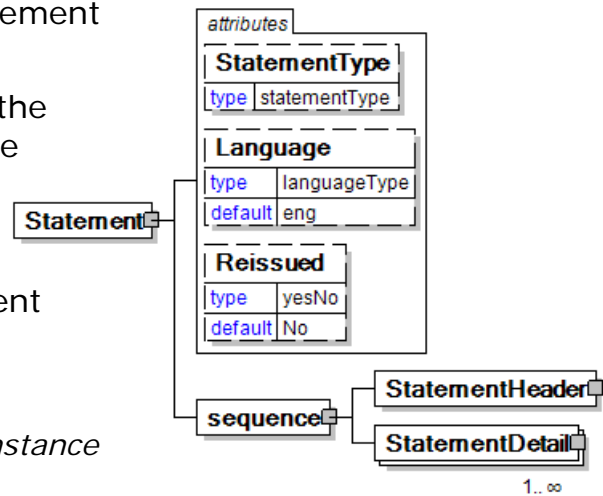 ement
the
e
ent
nstance
attributes
StatementType
type statementType
Language
type languageType
default eng
Reissued
type yesNo
default No
Statement
sequence
StatementHeader
StatementDetail
1.. ∞